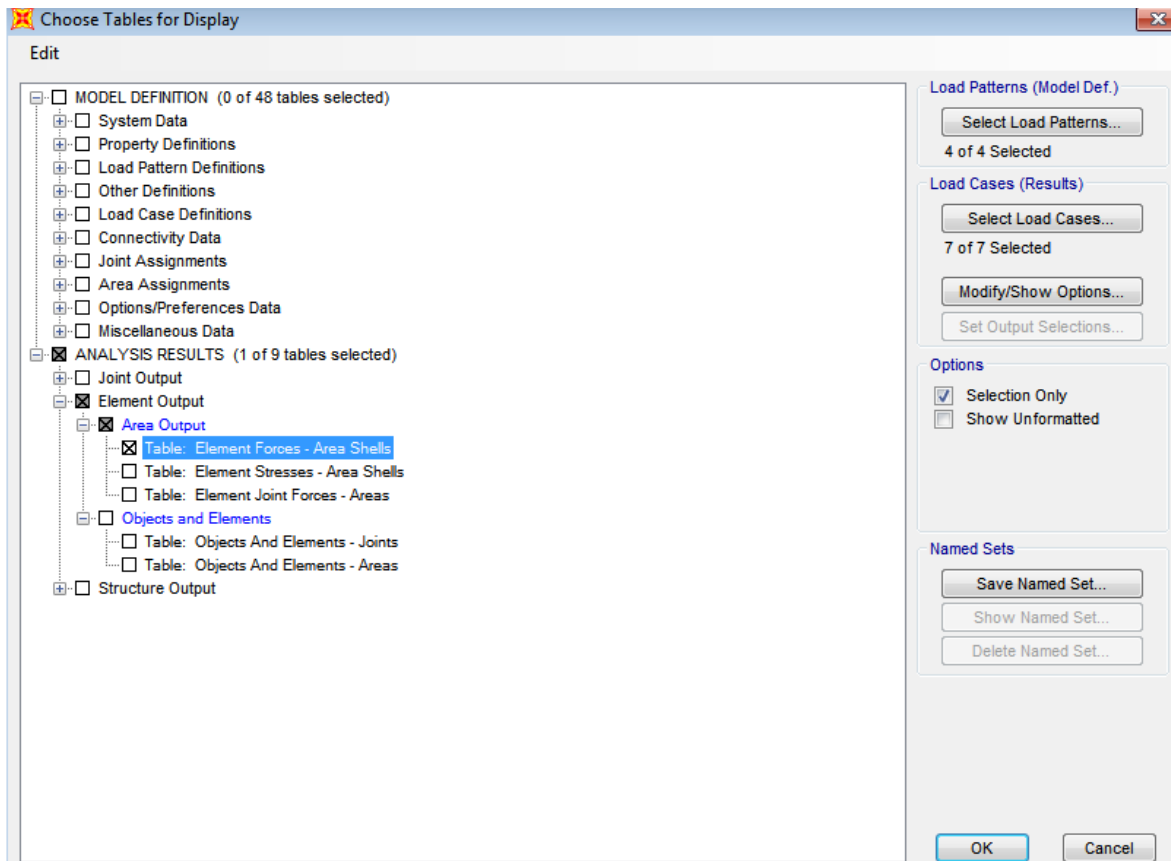 Choose Tables for Display
Edit
MODEL DEFINITION (0 of 48 tables selected)
System Data
Property Definitions
Load Pattern Definitions
Other Definitions
Load Case Definitions
Connectivity Data
Joint Assignments
Area Assignments
Options/Preferences Data
Miscellaneous Data
ANALYSIS RESULTS (1 of 9 tables selected)
Joint Output
Element Output
Area Output
Table: Element Forces - Area Shells
Table: Element Stresses - Area Shells
Table: Element Joint Forces - Areas
Objects and Elements
Table: Objects And Elements - Joints
Table: Objects And Elements - Areas
Structure Output
Load Patterns (Model Def.)
Select Load Patterns...
4 of 4 Selected
Load Cases (Results)
Select Load Cases...
7 of 7 Selected
Modify/Show Options...
Set Output Selections...
Options
Selection Only
Show Unformatted
Named Sets
Save Named Set...
Show Named Set...
Delete Named Set...
OK
Cancel